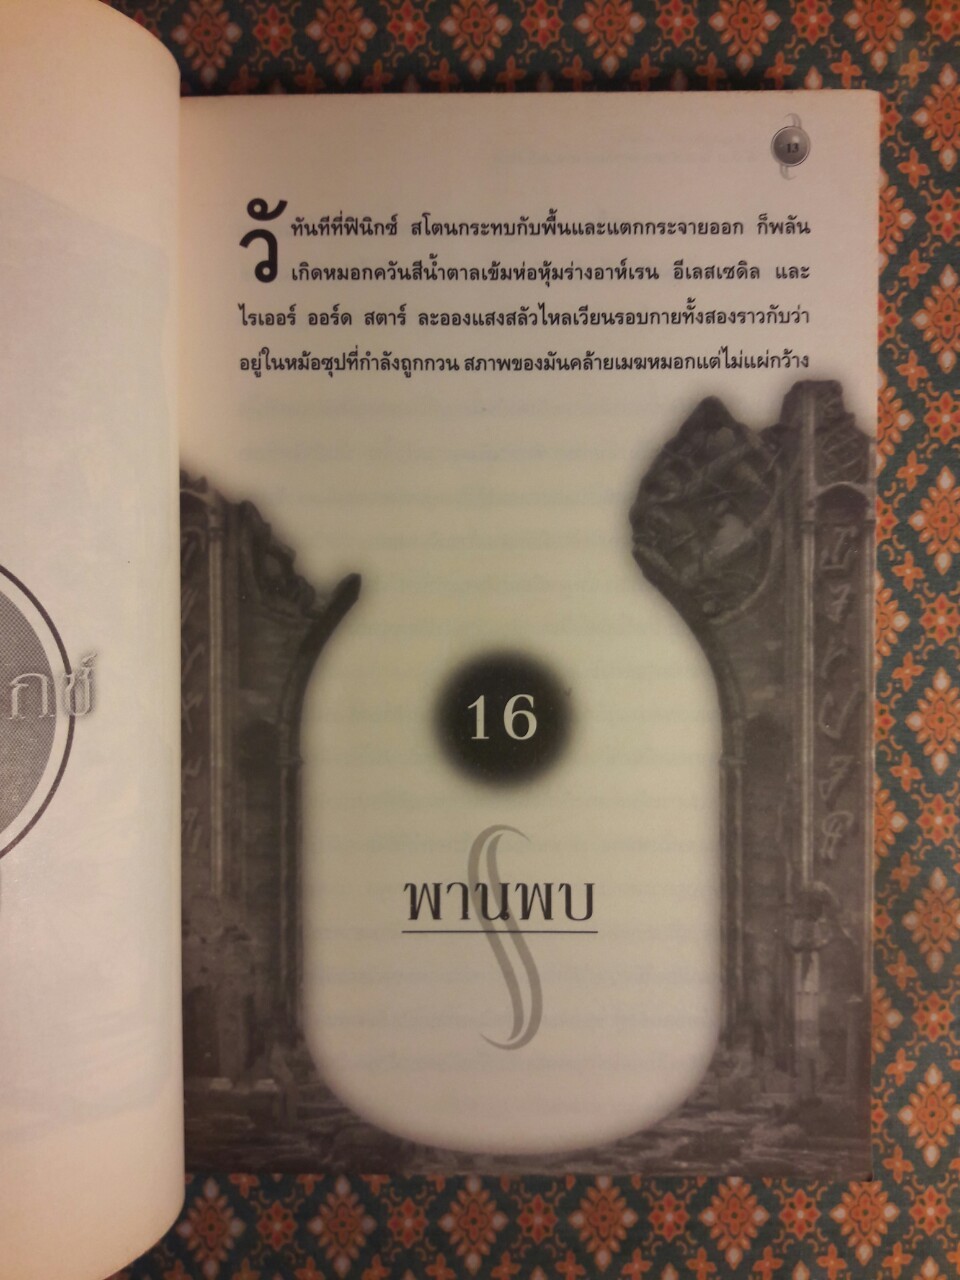 13
วั ทันทีที่ฟินิกซ์ สโตนกระทบกับพื้นและแตกกระจายออก ก็พลัน
เกิดหมอกควันสีน้ำตาลเข้มห่อหุ้มร่างอาห์เรน อีเลสเซดิล และ
ไรเออร์ ออร์ด สตาร์ ละอองแสงสลัวไหลเวียนรอบกายทั้งสองราวกับว่า
อยู่ในหม้อซุปที่กำลังถูกกวน สภาพของมันคล้ายเมฆหมอกแต่ไม่แผ่กว้าง
16
พานพบ